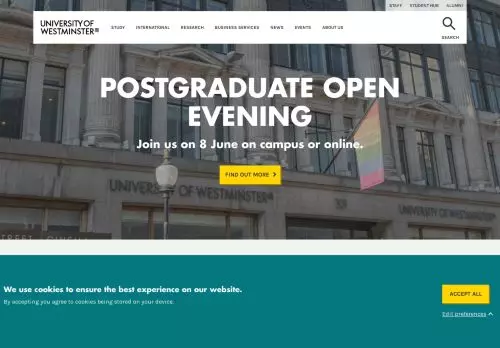 STAFF STUDENT HUB ALUMNI
UNIVERSITY OF
WESTMINSTER
STUDY INTERNATIONAL RESEARCH BUSINESS SERVICES NEWS EVENTS ABOUT US
SEARCH
POSTGRADUATE OPEN
EVENING
Join us on 8 June on campus or online.
FIND OUT MORE
UNIVERSITY OF WESTMINSTER
309
UNIVERSITY OF WESTMINSTER
STREET CINEMA
We use cookies to ensure the best experience on our website.
By accepting you agree to cookies being stored on your device.
ACCEPT ALL
Edit preferences